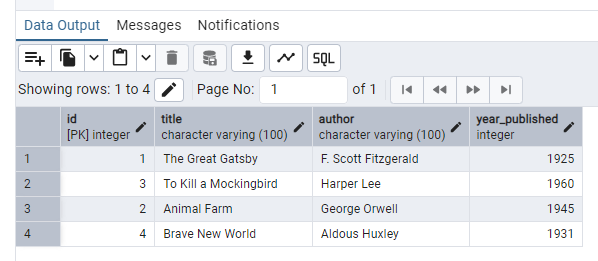 Data Output Messages Notifications
SQL
Showing rows: 1 to 4 Page No: 1 of 1
id title author year_published
[PK] integer character varying (100) character varying (100) integer
1 1 The Great Gatsby F. Scott Fitzgerald 1925
2 3 To Kill a Mockingbird Harper Lee 1960
3 2 Animal Farm George Orwell 1945
4 4 Brave New World Aldous Huxley 1931